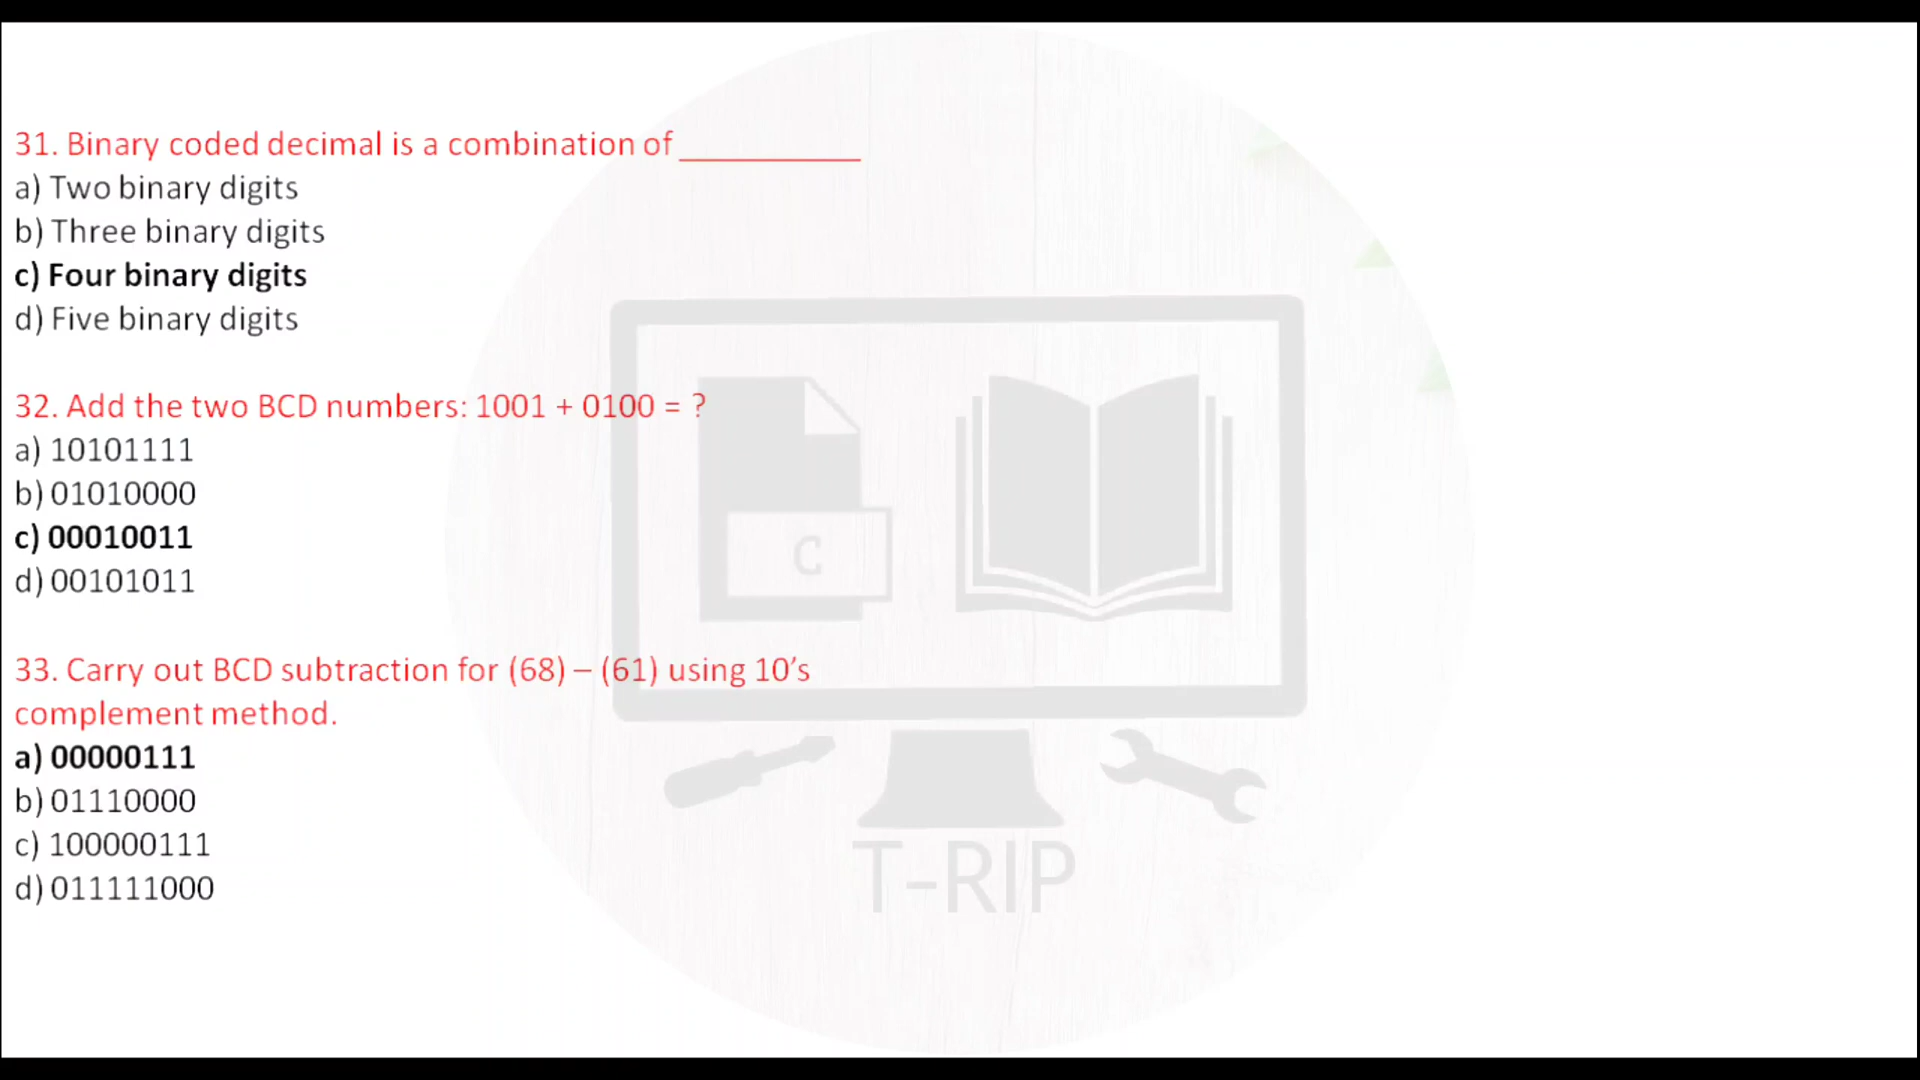 31. Binary coded decimal is a combination of __________
a) Two binary digits
b) Three binary digits
c) Four binary digits
d) Five binary digits
32. Add the two BCD numbers: 1001 + 0100 = ?
a) 10101111
b) 01010000
c) 00010011
d) 00101011
33. Carry out BCD subtraction for (68) – (61) using 10’s
complement method.
a) 00000111
b) 01110000
c) 100000111
d) 011111000
C
T-RIP